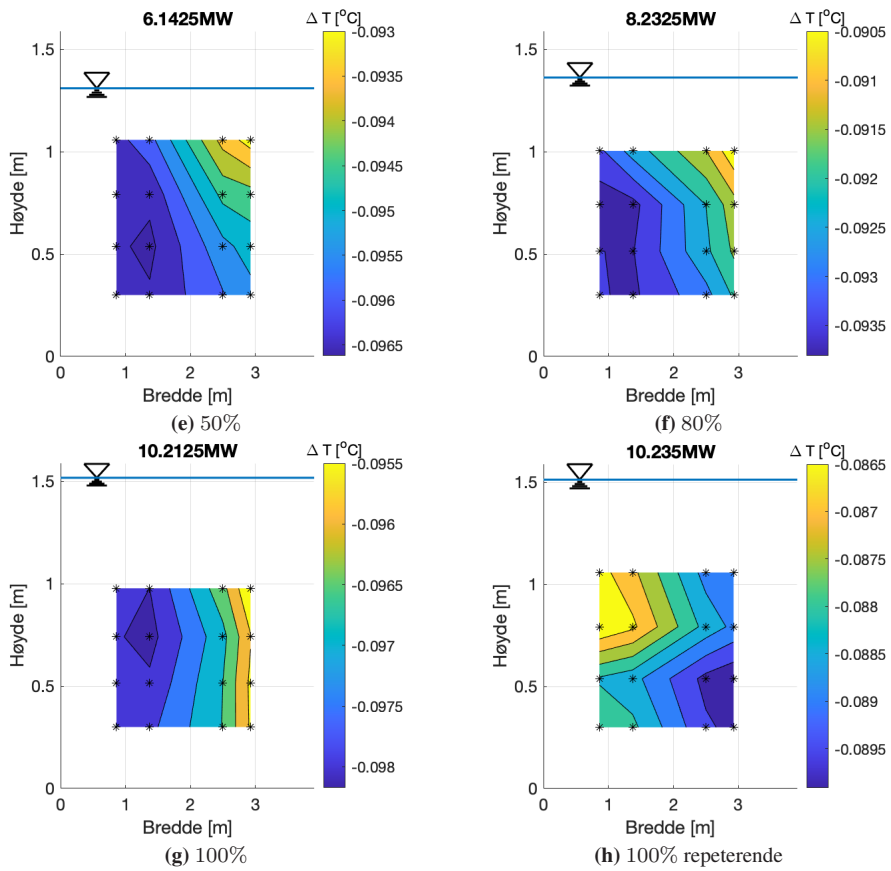 6.1425MW
Δ T [°C]
1.5
1
0.5
0
Høyde [m]
0 1 2 3
Bredde [m]
-0.093
-0.0935
-0.094
-0.0945
-0.095
-0.0955
-0.096
-0.0965
(e) 50%
8.2325MW
Δ T [°C]
1.5
1
0.5
0
Høyde [m]
0 1 2 3
Bredde [m]
-0.0905
-0.091
-0.0915
-0.092
-0.0925
-0.093
-0.0935
(f) 80%
10.2125MW
Δ T [°C]
1.5
1
0.5
0
Høyde [m]
0 1 2 3
Bredde [m]
-0.0955
-0.096
-0.0965
-0.097
-0.0975
-0.098
(g) 100%
10.235MW
Δ T [°C]
1.5
1
0.5
0
Høyde [m]
0 1 2 3
Bredde [m]
-0.0865
-0.087
-0.0875
-0.088
-0.0885
-0.089
-0.0895
(h) 100% repeterende